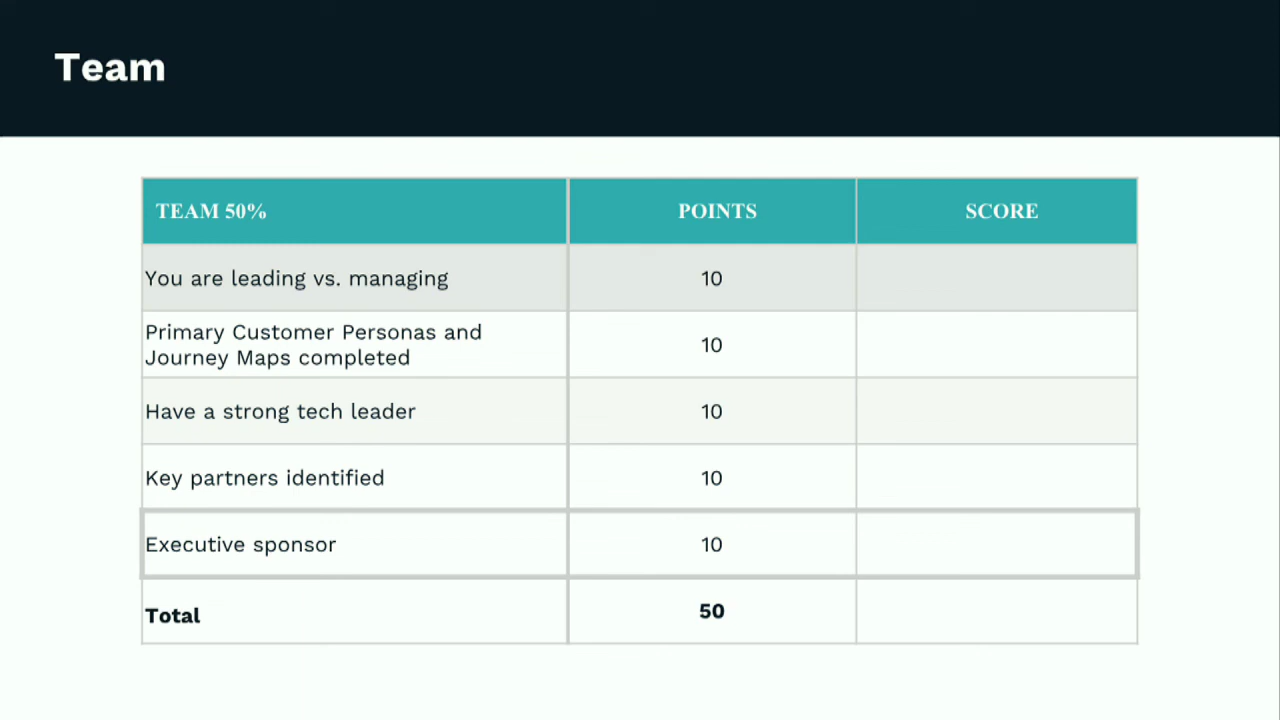 Team
TEAM 50% POINTS SCORE
You are leading vs. managing 10
Primary Customer Personas and
Journey Maps completed 10
Have a strong tech leader 10
Key partners identified 10
Executive sponsor 10
Total 50